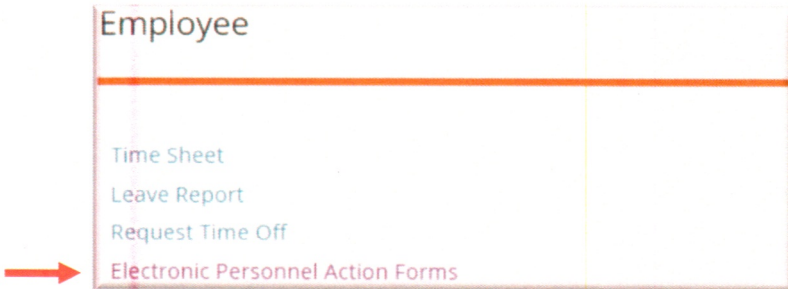 Employee
Time Sheet
Leave Report
Request Time Off
Electronic Personnel Action Forms